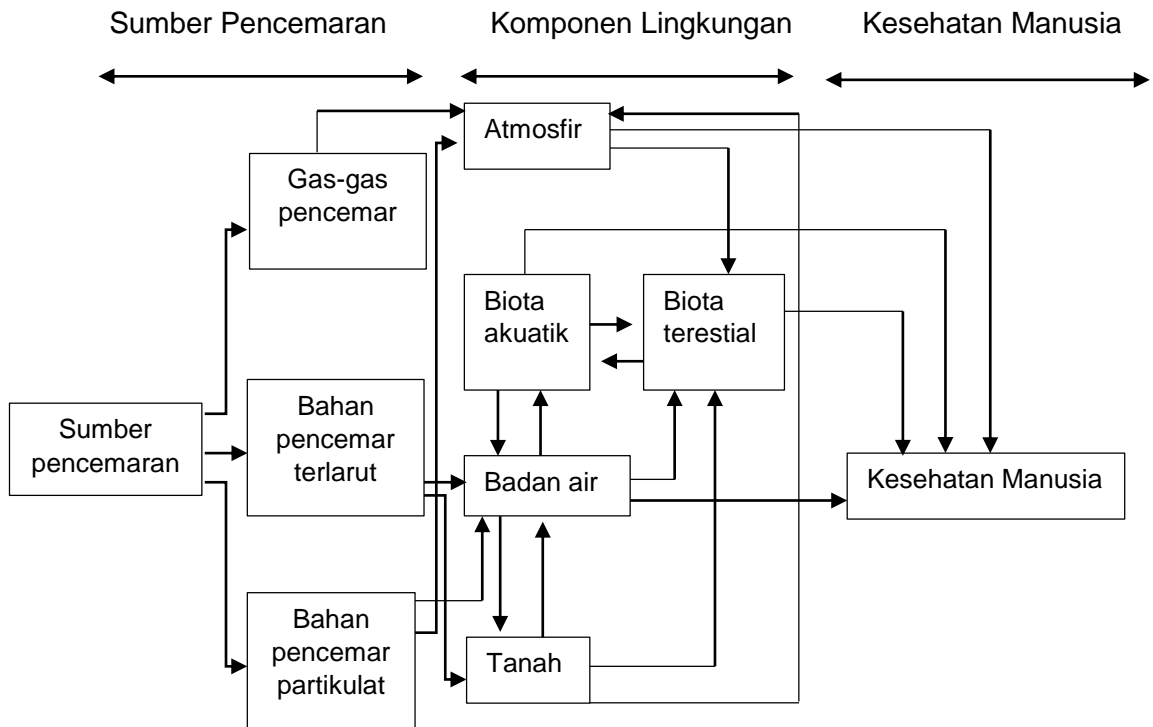 Sumber Pencemaran
Komponen Lingkungan
Kesehatan Manusia
Atmosfir
Gas-gas
pencemar
Biota
akuatik
Biota
terestial
Sumber
pencemaran
Bahan
pencemar
terlarut
Badan air
Kesehatan Manusia
Bahan
pencemar
partikulat
Tanah